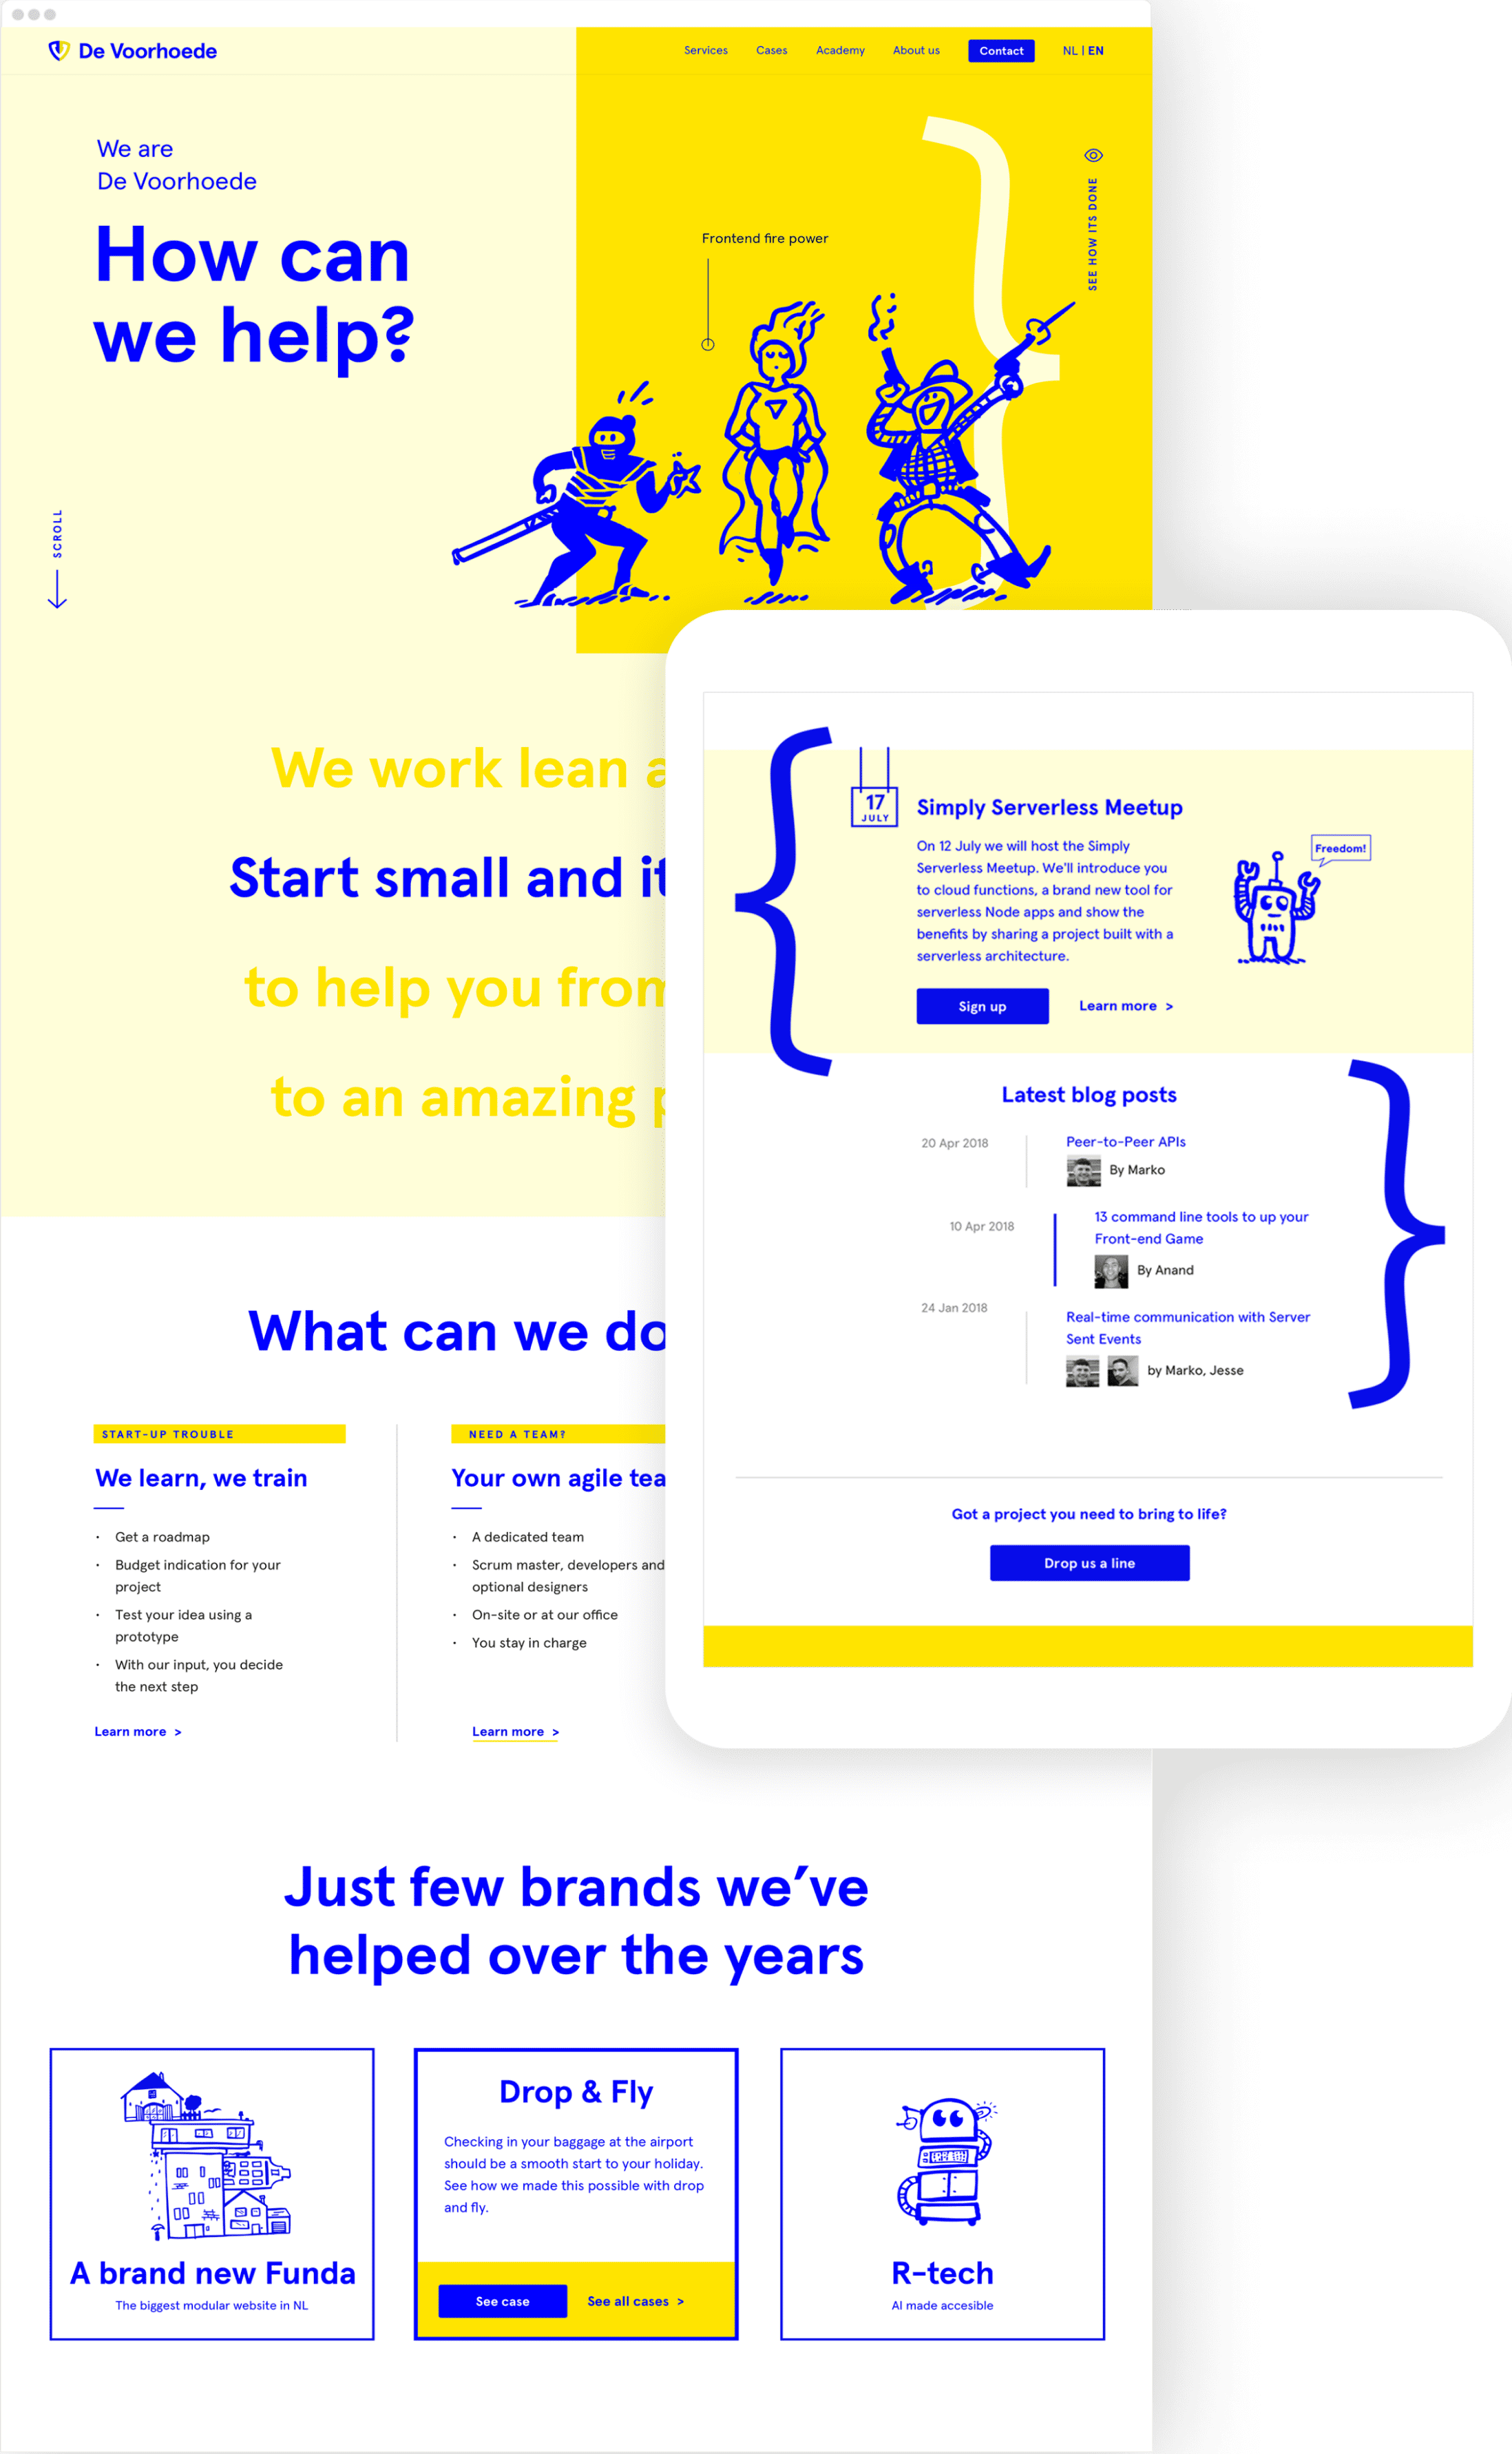 De Voorhoede
Services
Cases
Academy
About us
Contact
NL | EN
We are
De Voorhoede
How can
we help?
Frontend fire power
SEE HOW ITS DONE
SCROLL
We work lean a
Start small and it
to help you from
to an amazing
What can we do
START-UP TROUBLE
We learn, we train
• Get a roadmap
• Budget indication for your
project
• Test your idea using a
prototype
• With our input, you decide
the next step
Learn more >
NEED A TEAM?
Your own agile tea
• A dedicated team
• Scrum master, developers and
optional designers
• On-site or at our office
• You stay in charge
Learn more >
17
JULY
Simply Serverless Meetup
On 12 July we will host the Simply
Serverless Meetup. We'll introduce you
to cloud functions, a brand new tool for
serverless Node apps and show the
benefits by sharing a project built with a
serverless architecture.
Freedom!
Sign up
Learn more >
Latest blog posts
20 Apr 2018
Peer-to-Peer APIs
By Marko
10 Apr 2018
13 command line tools to up your
Front-end Game
By Anand
24 Jan 2018
Real-time communication with Server
Sent Events
by Marko, Jesse
Got a project you need to bring to life?
Drop us a line
Just few brands we’ve
helped over the years
A brand new Funda
The biggest modular website in NL
Drop & Fly
Checking in your baggage at the airport
should be a smooth start to your holiday.
See how we made this possible with drop
and fly.
See case
See all cases >
R-tech
AI made accesible